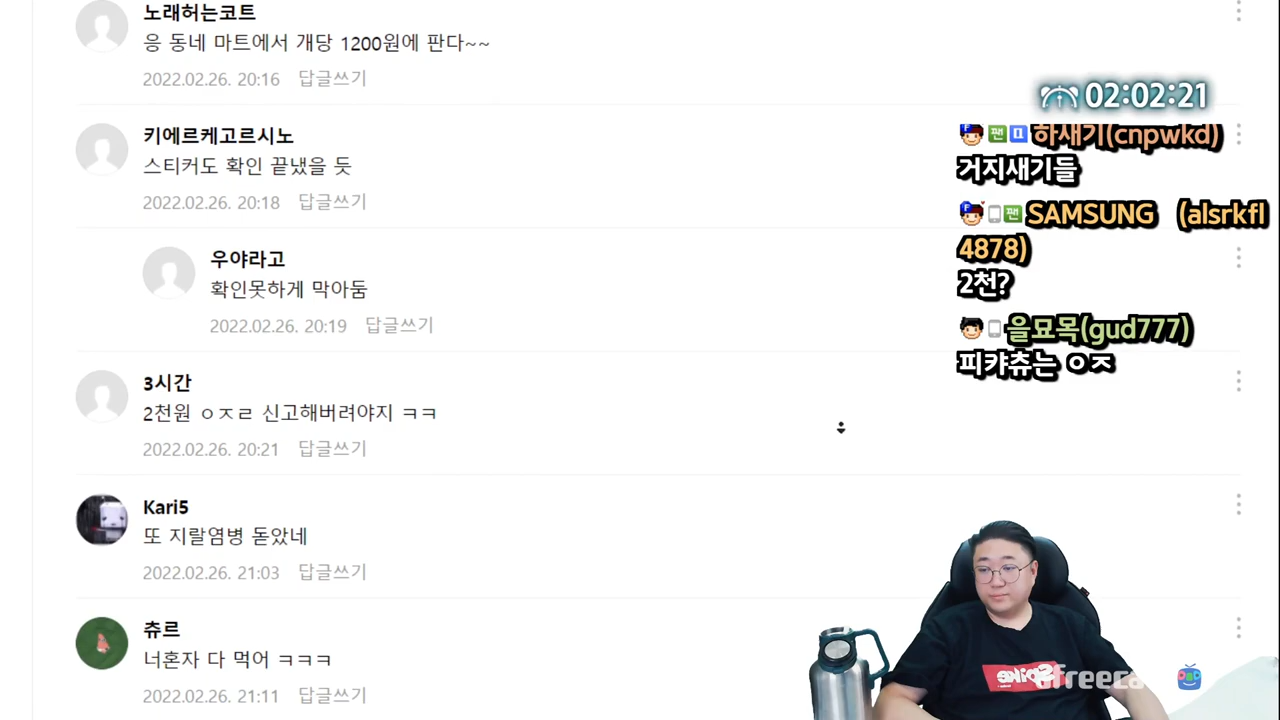 노래허는코트
응 동네 마트에서 개당 1200원에 판다~~
2022.02.26. 20:16 답글쓰기
키에르케고르시노
스티커도 확인 끝냈을 듯
2022.02.26. 20:18 답글쓰기
우야라고
확인못하게 막아둠
2022.02.26. 20:19 답글쓰기
3시간
2천원 ㅇㅈㄹ 신고해버려야지 ㅋㅋ
2022.02.26. 20:21 답글쓰기
Kari5
또 지랄염병 돋았네
2022.02.26. 21:03 답글쓰기
츄르
너혼자 다 먹어 ㅋㅋㅋ
2022.02.26. 21:11 답글쓰기
02:02:21
팬 하새기(cnpwkd)
거지새기들
팬 SAMSUNG (alsrkfl
4878)
2천?
을묘목(gud777)
피캬츄는 ㅇㅈ
Spike
afreeca